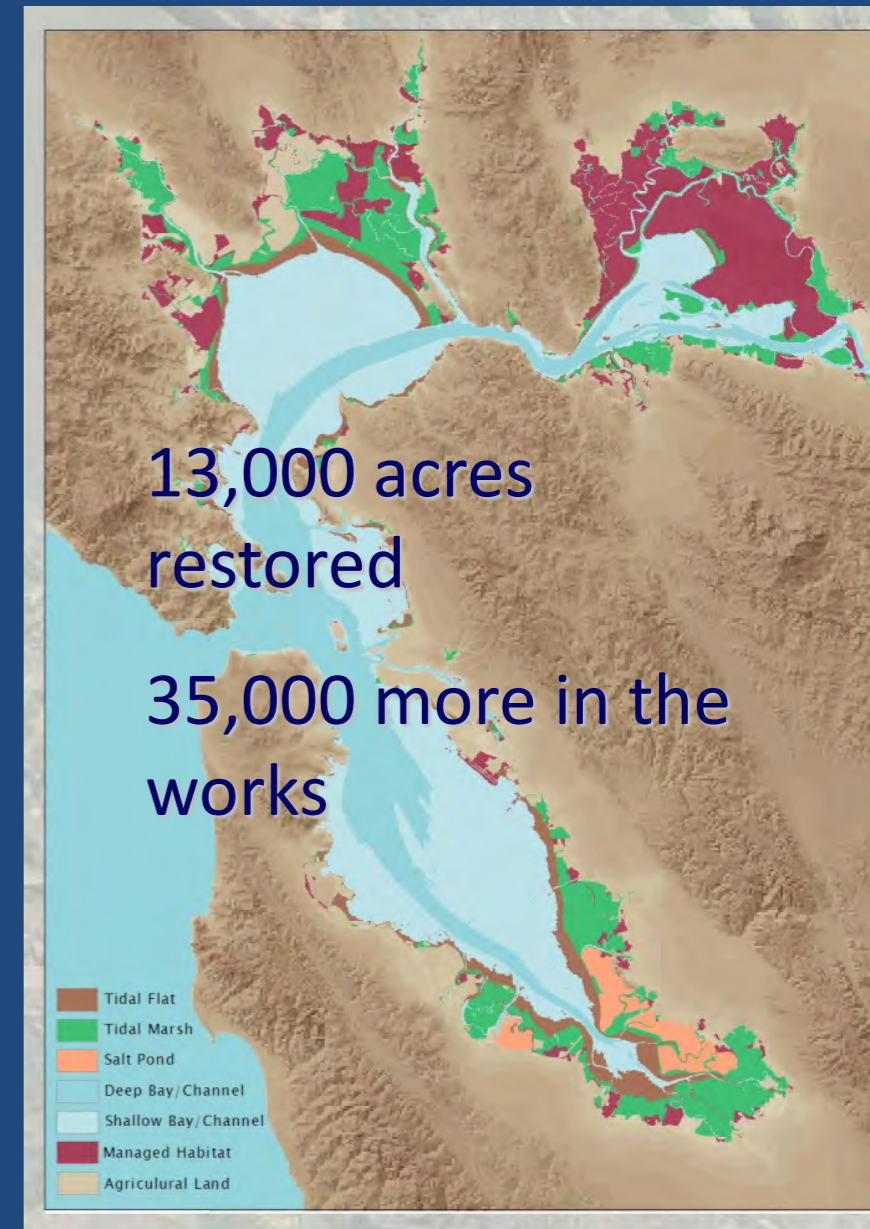 13,000 acres
restored
35,000 more in the
works
Tidal Flat
Tidal Marsh
Salt Pond
Deep Bay/Channel
Shallow Bay/Channel
Managed Habitat
Agriculural Land